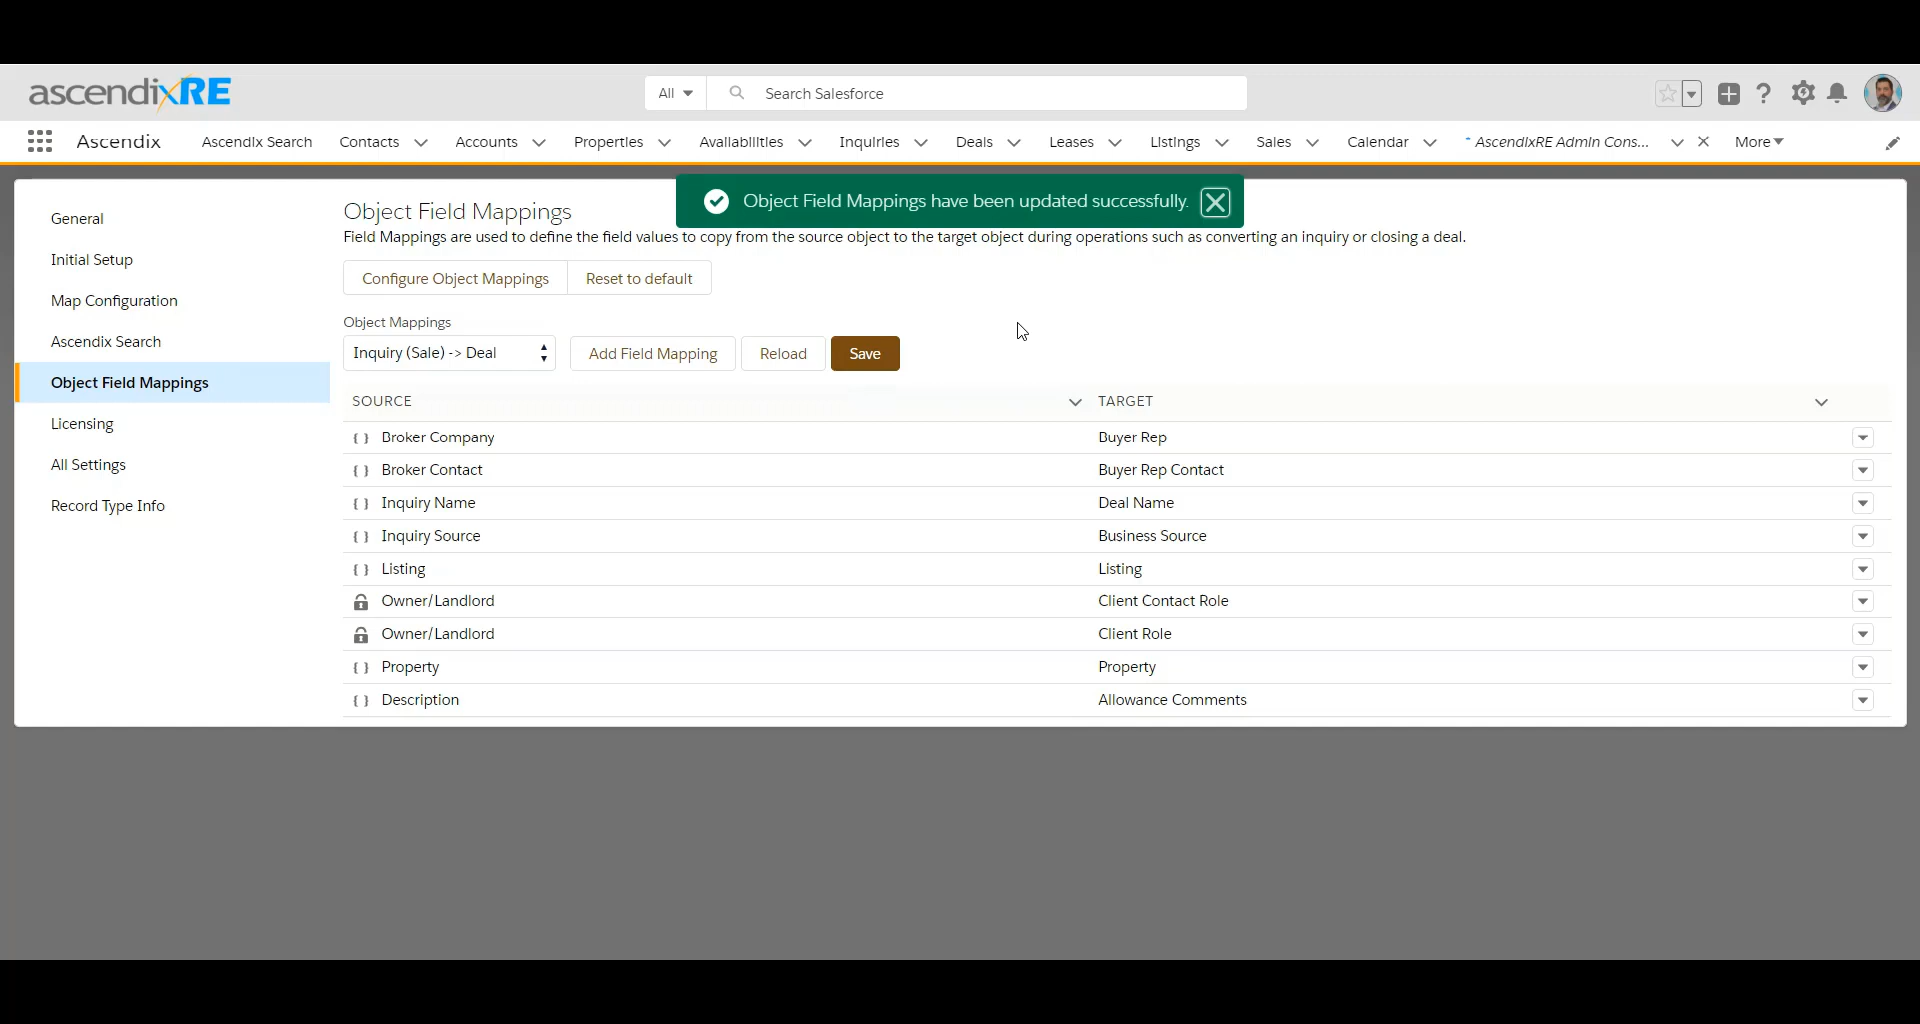 ascendixRE
All
Search Salesforce
Ascendix
Ascendix Search
Contacts
Accounts
Properties
Availabilities
Inquiries
Deals
Leases
Listings
Sales
Calendar
* AscendixRE Admin Cons...
More
General
Initial Setup
Map Configuration
Ascendix Search
Object Field Mappings
Licensing
All Settings
Record Type Info
Object Field Mappings have been updated successfully.
Object Field Mappings
Field Mappings are used to define the field values to copy from the source object to the target object during operations such as converting an inquiry or closing a deal.
Configure Object Mappings
Reset to default
Object Mappings
Inquiry (Sale) -> Deal
Add Field Mapping
Reload
Save
SOURCE TARGET
{ } Broker Company Buyer Rep
{ } Broker Contact Buyer Rep Contact
{ } Inquiry Name Deal Name
{ } Inquiry Source Business Source
{ } Listing Listing
Owner/Landlord Client Contact Role
Owner/Landlord Client Role
{ } Property Property
{ } Description Allowance Comments